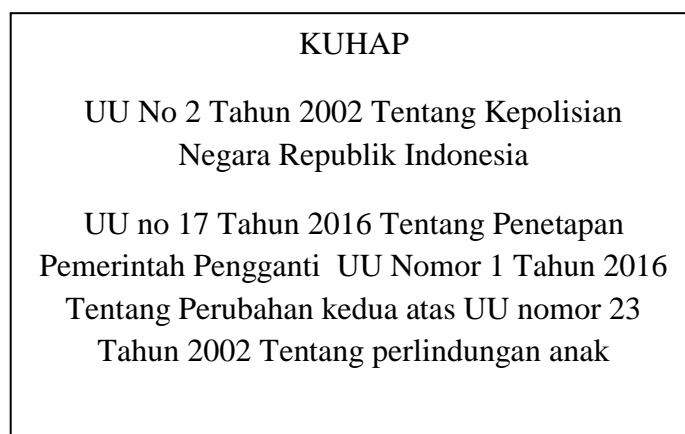 KUHAP
UU No 2 Tahun 2002 Tentang Kepolisian
Negara Republik Indonesia
UU no 17 Tahun 2016 Tentang Penetapan
Pemerintah Pengganti UU Nomor 1 Tahun 2016
Tentang Perubahan kedua atas UU nomor 23
Tahun 2002 Tentang perlindungan anak